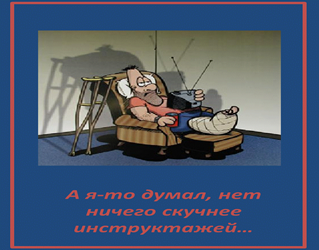 А я-то думал, нет
ничего скучнее
инструктажей...